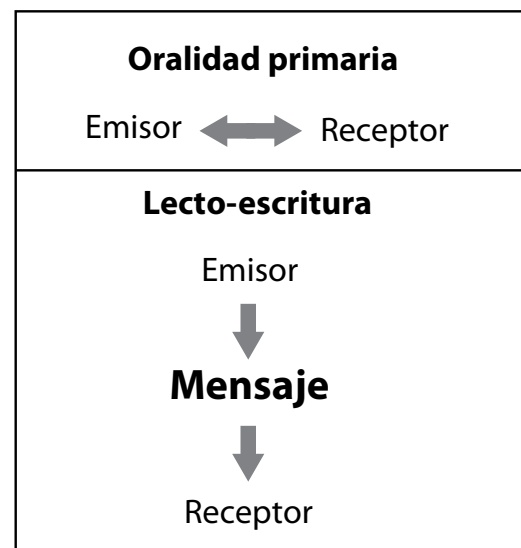 Oralidad primaria
Emisor Receptor
Lecto-escritura
Emisor
Mensaje
Receptor